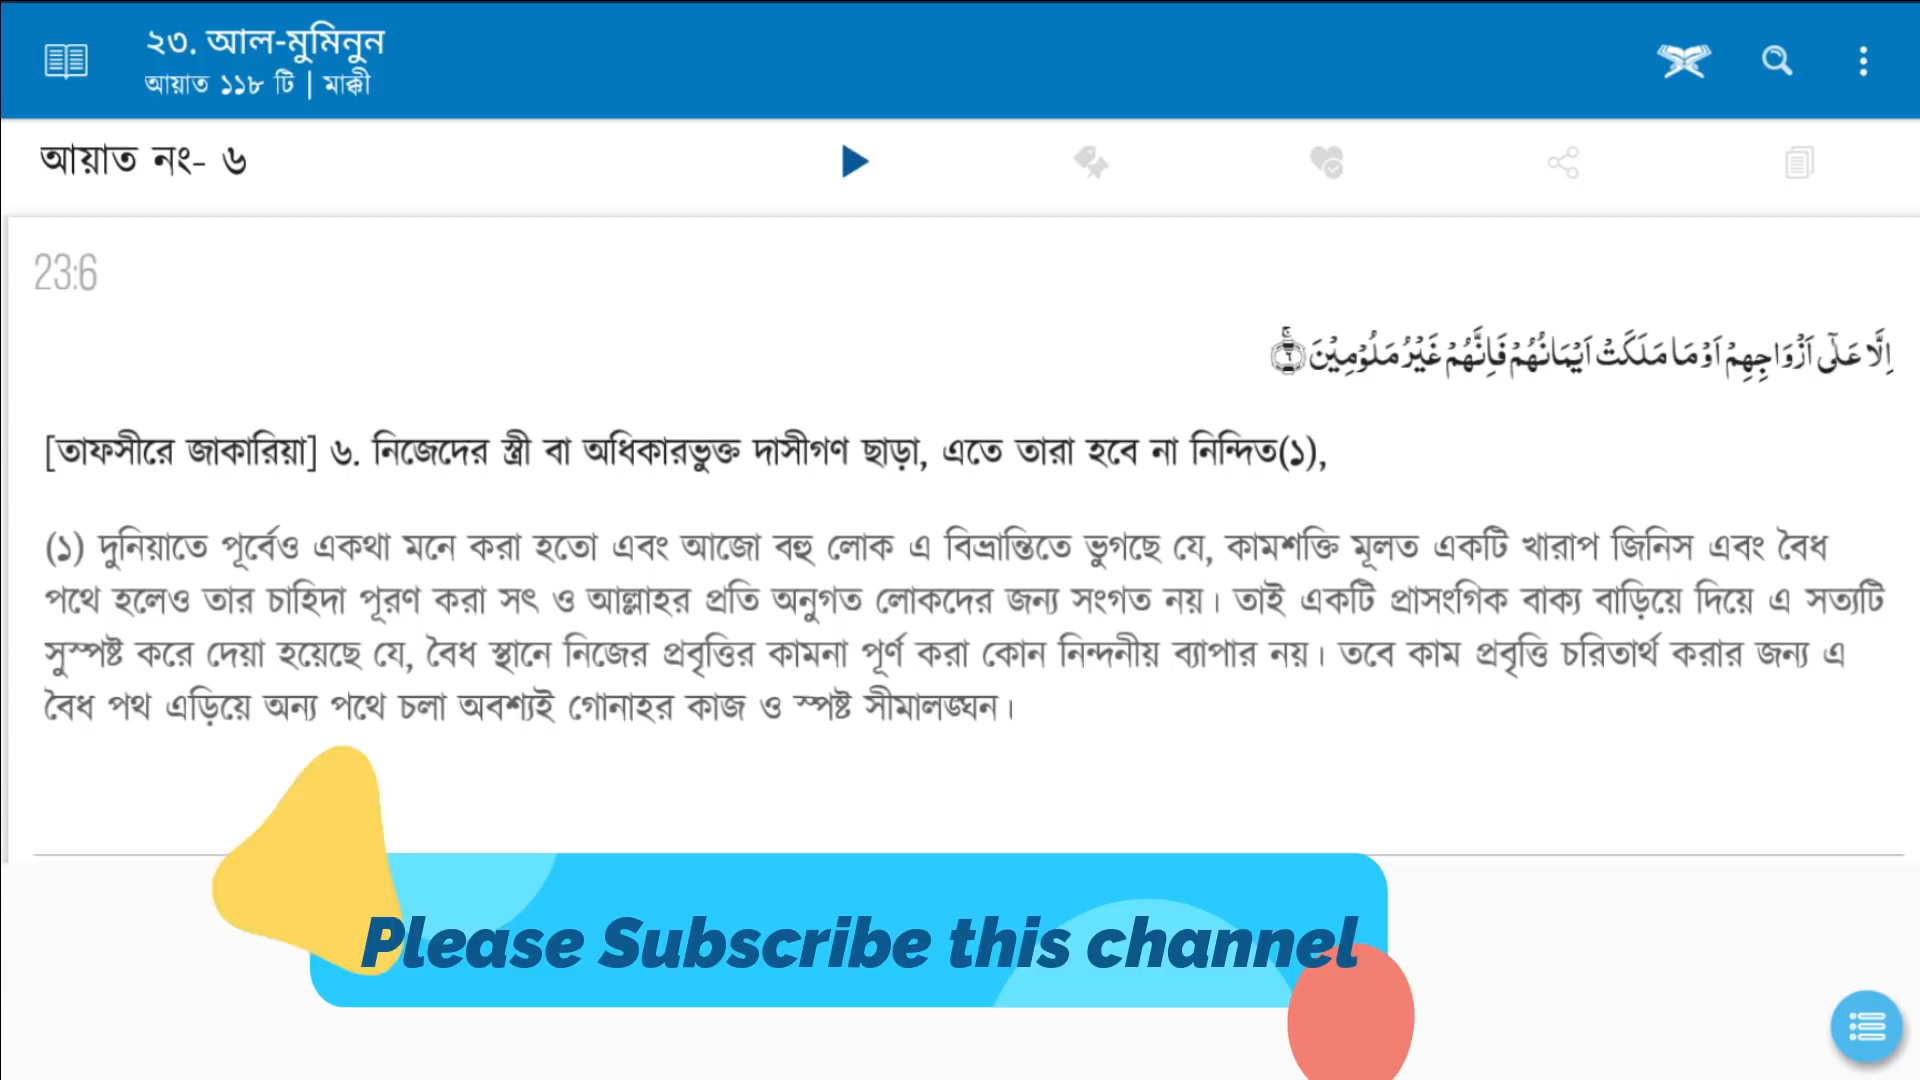 ২৩. আল-মুমিনুন
আয়াত ১১৮ টি | মাক্কী
আয়াত নং- ৬
23:6
اِلَّا عَلٰۤى اَزْوَاجِهِمْ اَوْ مَا مَلَكَتْ اَيْمَانُهُمْ فَاِنَّهُمْ غَيْرُ مَلُوْمِيْنَ ۚ ۶
[তাফসীরে জাকারিয়া] ৬. নিজেদের স্ত্রী বা অধিকারভুক্ত দাসীগণ ছাড়া, এতে তারা হবে না নিন্দিত(১),
(১) দুনিয়াতে পূর্বেও একথা মনে করা হতো এবং আজো বহু লোক এ বিভ্রান্তিতে ভুগছে যে, কামশক্তি মূলত একটি খারাপ জিনিস এবং বৈধ
পথে হলেও তার চাহিদা পূরণ করা সৎ ও আল্লাহর প্রতি অনুগত লোকদের জন্য সংগত নয়। তাই একটি প্রাসংগিক বাক্য বাড়িয়ে দিয়ে এ সত্যটি
সুস্পষ্ট করে দেয়া হয়েছে যে, বৈধ স্থানে নিজের প্রবৃত্তির কামনা পূর্ণ করা কোন নিন্দনীয় ব্যাপার নয়। তবে কাম প্রবৃত্তি চরিতার্থ করার জন্য এ
বৈধ পথ এড়িয়ে অন্য পথে চলা অবশ্যই গোনাহর কাজ ও স্পষ্ট সীমালঙ্ঘন।
Please Subscribe this channel